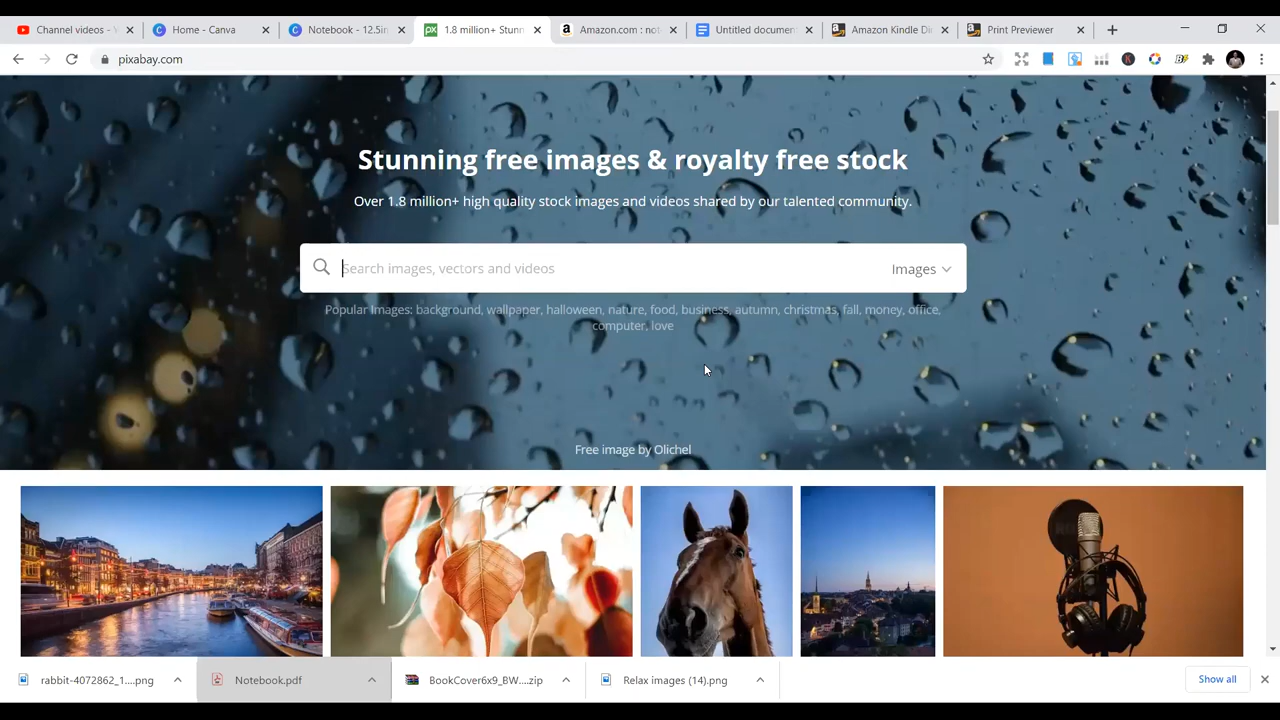 Channel videos - Y
Home - Canva
Notebook - 12.5in
1.8 million+ Stunn
Amazon.com : not
Untitled document
Amazon Kindle Di
Print Previewer
pixabay.com
Stunning free images & royalty free stock
Over 1.8 million+ high quality stock images and videos shared by our talented community.
Search images, vectors and videos
Images
Popular Images: background, wallpaper, halloween, nature, food, business, autumn, christmas, fall, money, office,
computer, love
Free image by Olichel
rabbit-4072862_1....png
Notebook.pdf
BookCover6x9_BW....zip
Relax images (14).png
Show all